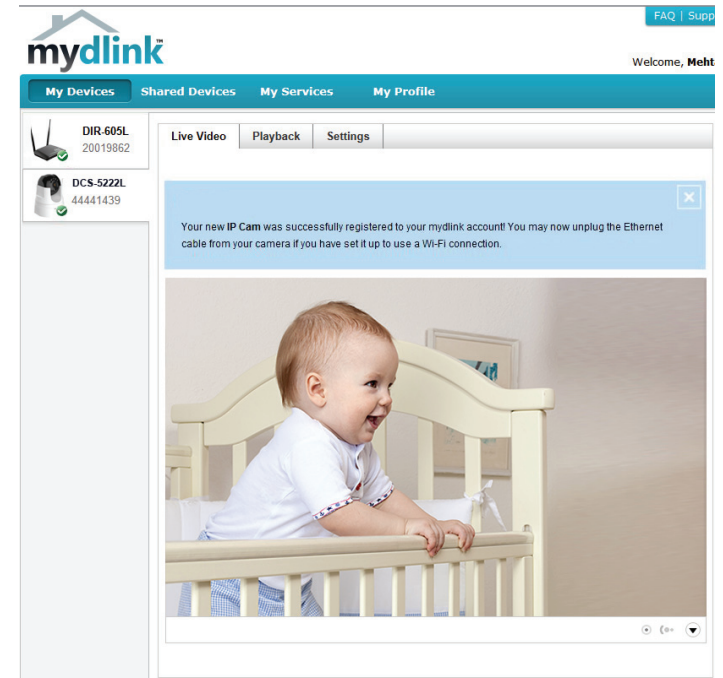 FAQ | Supp
mydlink™
Welcome, Mehta
My Devices Shared Devices My Services My Profile
DIR-605L
20019862
DCS-5222L
44441439
Live Video Playback Settings
Your new IP Cam was successfully registered to your mydlink account! You may now unplug the Ethernet
cable from your camera if you have set it up to use a Wi-Fi connection.